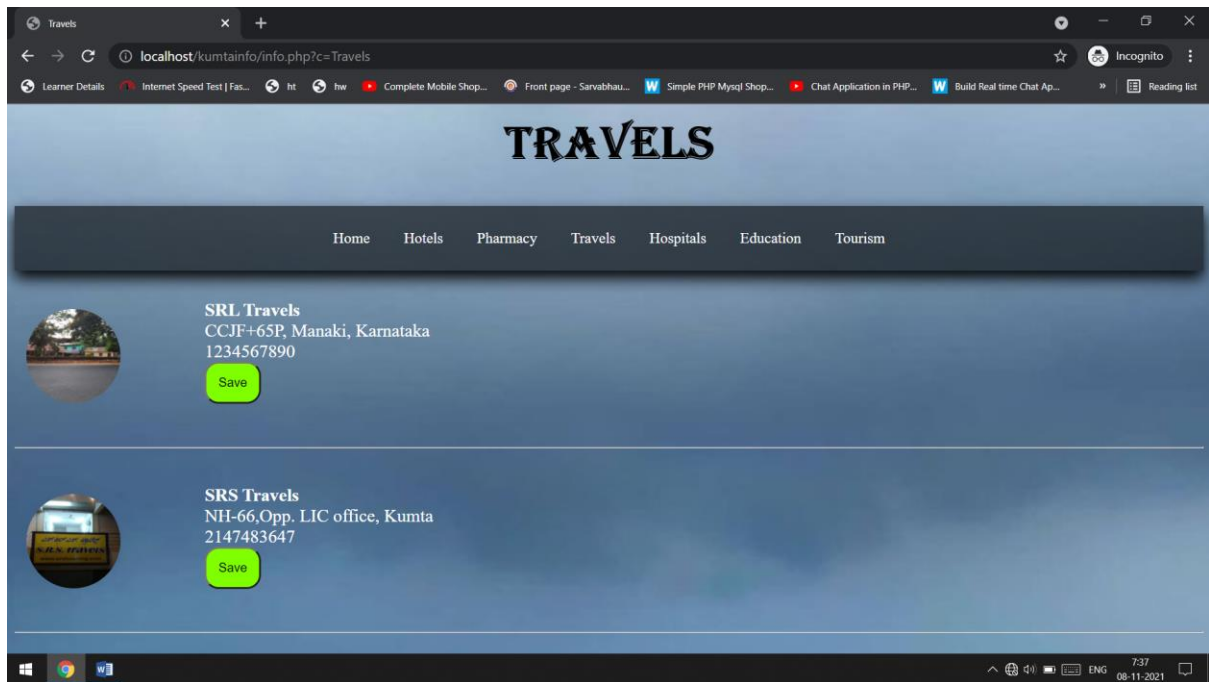 Travels
localhost/kumtainfo/info.php?c=Travels
Incognito
Learner Details
Internet Speed Test | Fas...
ht
hw
Complete Mobile Shop...
Front page - Sarvabhau...
Simple PHP Mysql Shop...
Chat Application in PHP...
Build Real time Chat Ap...
»
Reading list
TRAVELS
Home Hotels Pharmacy Travels Hospitals Education Tourism
SRL Travels
CCJF+65P, Manaki, Karnataka
1234567890
Save
SRS Travels
NH-66,Opp. LIC office, Kumta
2147483647
Save
S.R.S. travels
ENG
7:37
08-11-2021